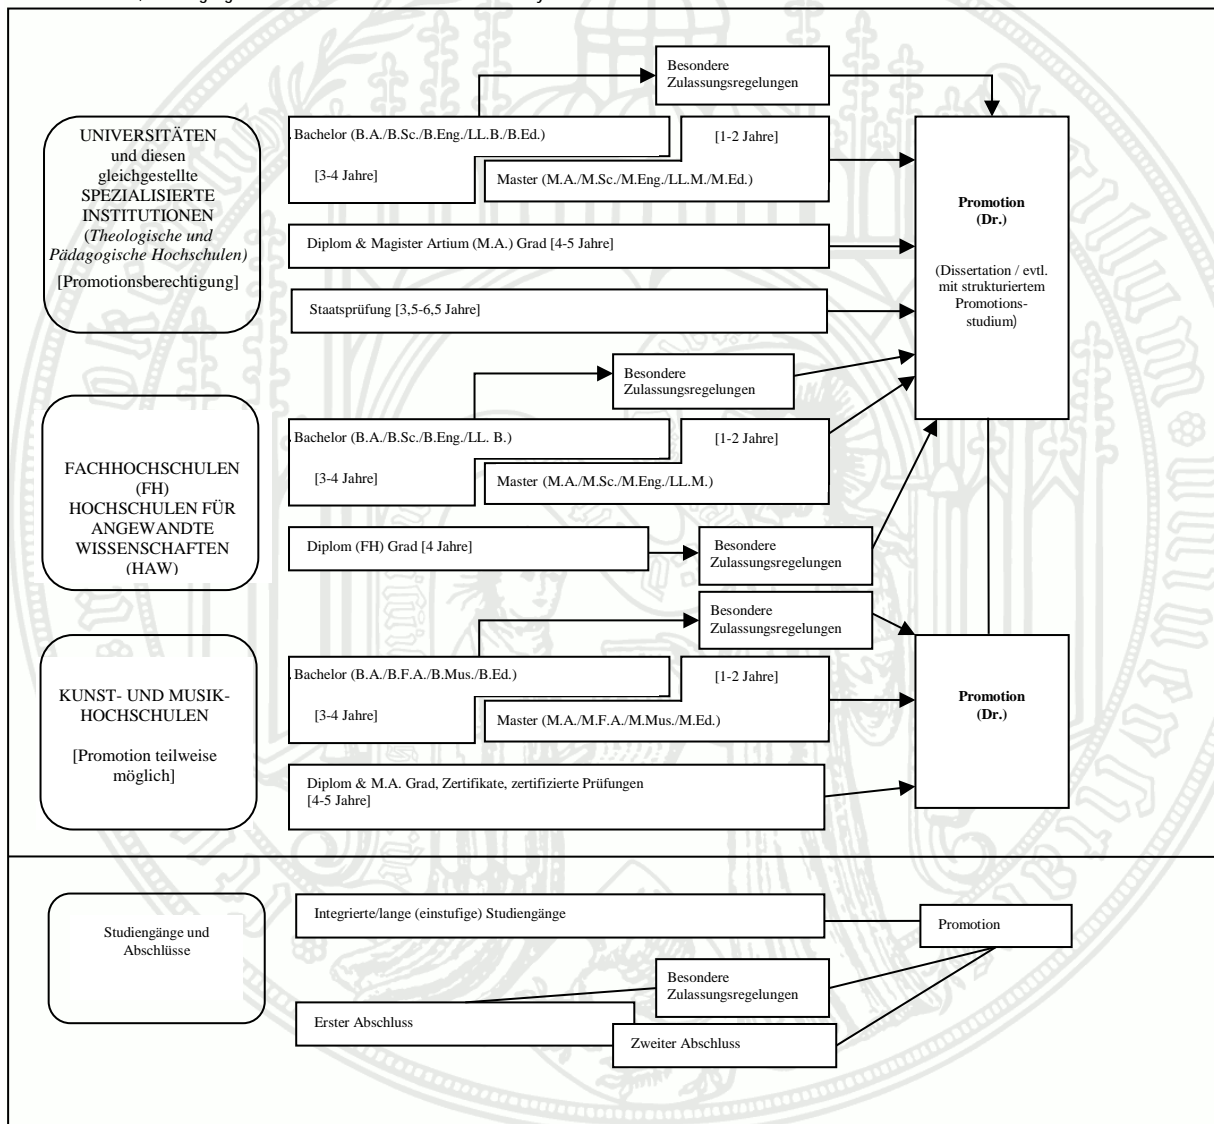 Besondere
Zulassungsregelungen
UNIVERSITÄTEN
und diesen
gleichgestellte
SPEZIALISIERTE
INSTITUTIONEN
(Theologische und
Pädagogische Hochschulen)
[Promotionsberechtigung]
Bachelor (B.A./B.Sc./B.Eng./LL.B./B.Ed.)
[3-4 Jahre]
[1-2 Jahre]
Master (M.A./M.Sc./M.Eng./LL.M./M.Ed.)
Diplom & Magister Artium (M.A.) Grad [4-5 Jahre]
Staatsprüfung [3,5-6,5 Jahre]
Promotion
(Dr.)
(Dissertation / evtl.
mit strukturiertem
Promotions-
studium)
FACHHOCHSCHULEN
(FH)
HOCHSCHULEN FÜR
ANGEWANDTE
WISSENSCHAFTEN
(HAW)
Besondere
Zulassungsregelungen
Bachelor (B.A./B.Sc./B.Eng./LL. B.)
[3-4 Jahre]
[1-2 Jahre]
Master (M.A./M.Sc./M.Eng./LL.M.)
Diplom (FH) Grad [4 Jahre]
Besondere
Zulassungsregelungen
KUNST- UND MUSIK-
HOCHSCHULEN
[Promotion teilweise
möglich]
Besondere
Zulassungsregelungen
Bachelor (B.A./B.F.A./B.Mus./B.Ed.)
[3-4 Jahre]
[1-2 Jahre]
Master (M.A./M.F.A./M.Mus./M.Ed.)
Diplom & M.A. Grad, Zertifikate, zertifizierte Prüfungen
[4-5 Jahre]
Promotion
(Dr.)
Studiengänge und
Abschlüsse
Integrierte/lange (einstufige) Studiengänge
Promotion
Besondere
Zulassungsregelungen
Erster Abschluss
Zweiter Abschluss